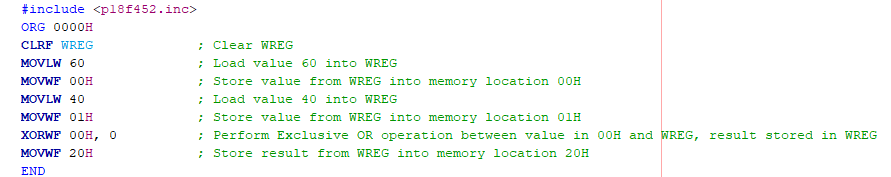 #include <p18f452.inc>
ORG 0000H
CLRF WREG ; Clear WREG
MOVLW 60 ; Load value 60 into WREG
MOVWF 00H ; Store value from WREG into memory location 00H
MOVLW 40 ; Load value 40 into WREG
MOVWF 01H ; Store value from WREG into memory location 01H
XORWF 00H, 0 ; Perform Exclusive OR operation between value in 00H and WREG, result stored in WREG
MOVWF 20H ; Store result from WREG into memory location 20H
END